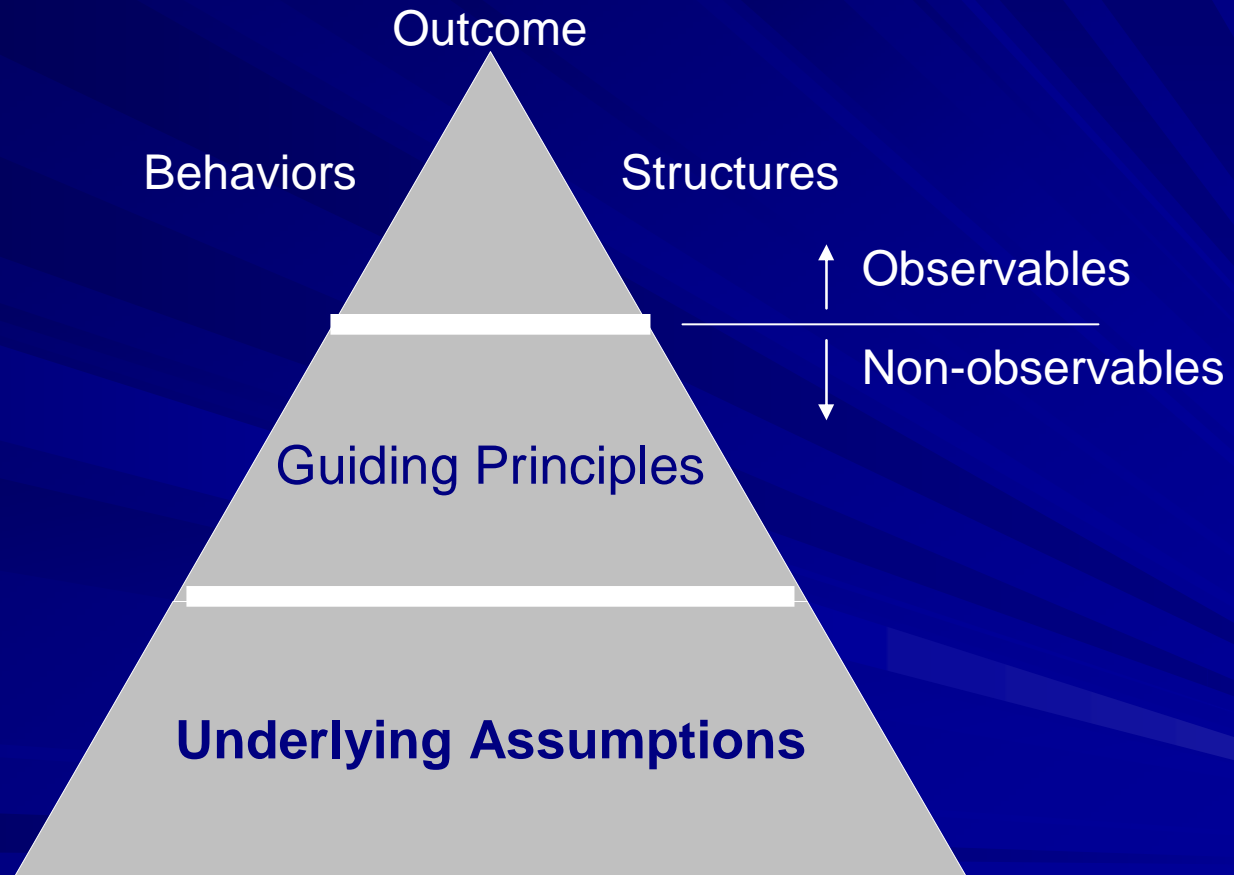 Outcome
Behaviors
Structures
Observables
Non-observables
Guiding Principles
Underlying Assumptions